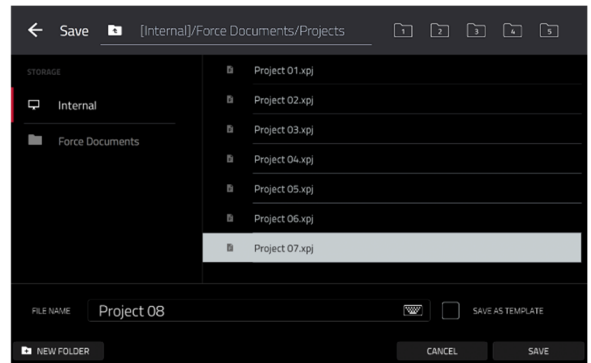 Save [Internal]/Force Documents/Projects 1 2 3 4 5
STORAGE
Internal
Force Documents
Project 01.xpj
Project 02.xpj
Project 03.xpj
Project 04.xpj
Project 05.xpj
Project 06.xpj
Project 07.xpj
FILE NAME Project 08 SAVE AS TEMPLATE
NEW FOLDER CANCEL SAVE